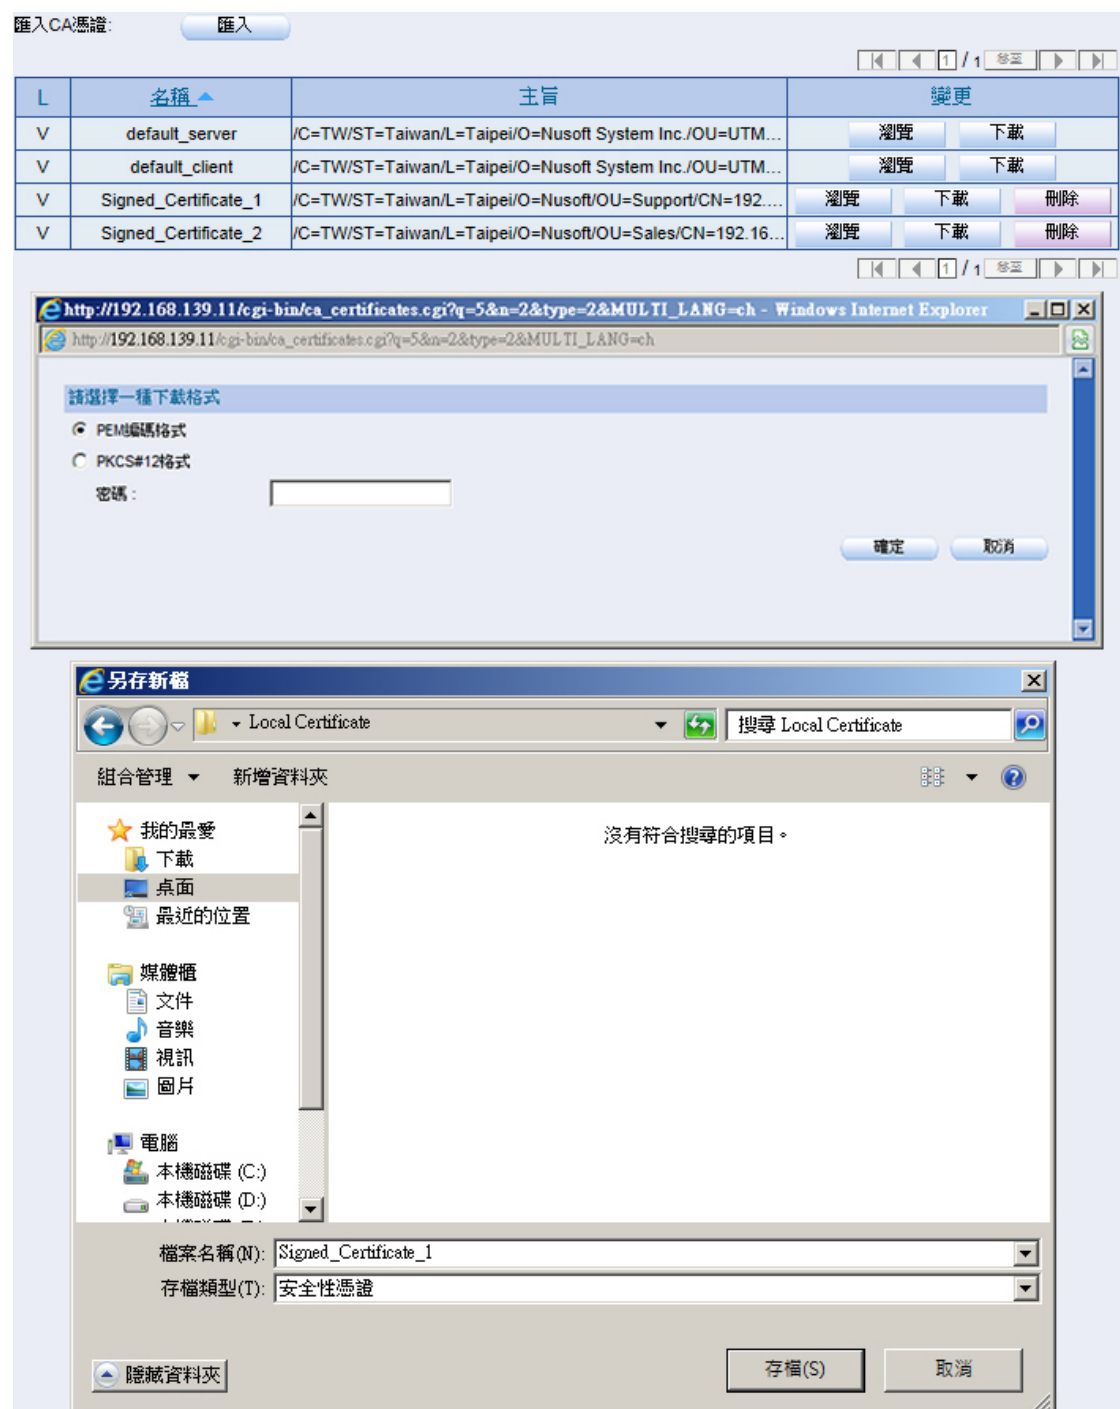 匯入CA憑證: 匯入
1 / 1 移至
L 名稱 主旨 變更
V default_server /C=TW/ST=Taiwan/L=Taipei/O=Nusoft System Inc./OU=UTM... 瀏覽 下載
V default_client /C=TW/ST=Taiwan/L=Taipei/O=Nusoft System Inc./OU=UTM... 瀏覽 下載
V Signed_Certificate_1 /C=TW/ST=Taiwan/L=Taipei/O=Nusoft/OU=Support/CN=192.... 瀏覽 下載 刪除
V Signed_Certificate_2 /C=TW/ST=Taiwan/L=Taipei/O=Nusoft/OU=Sales/CN=192.16... 瀏覽 下載 刪除
1 / 1 移至
http://192.168.139.11/cgi-bin/ca_certificates.cgi?q=5&n=2&type=2&MULTI_LANG=ch - Windows Internet Explorer
http://192.168.139.11/cgi-bin/ca_certificates.cgi?q=5&n=2&type=2&MULTI_LANG=ch
請選擇一種下載格式
PEM編碼格式
PKCS#12格式
密碼 :
確定 取消
另存新檔
Local Certificate 搜尋 Local Certificate
組合管理 新增資料夾
我的最愛
沒有符合搜尋的項目。
下載
桌面
最近的位置
媒體櫃
文件
音樂
視訊
圖片
電腦
本機磁碟 (C:)
本機磁碟 (D:)
檔案名稱(N): Signed_Certificate_1
存檔類型(T): 安全性憑證
隱藏資料夾 存檔(S) 取消